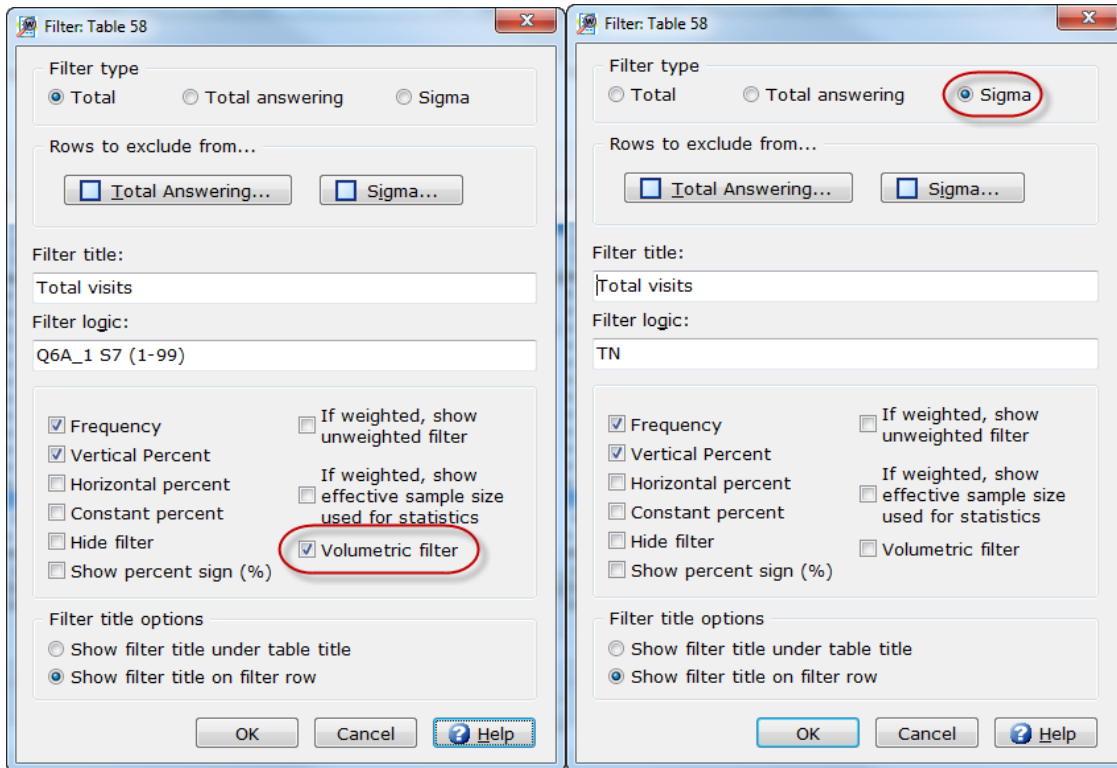 Filter: Table 58
Filter type
Total Total answering Sigma
Rows to exclude from...
Total Answering... Sigma...
Filter title:
Total visits
Filter logic:
Q6A_1 S7 (1-99)
Frequency
Vertical Percent
Horizontal percent
Constant percent
Hide filter
Show percent sign (%)
If weighted, show
unweighted filter
If weighted, show
effective sample size
used for statistics
Volumetric filter
Filter title options
Show filter title under table title
Show filter title on filter row
OK Cancel Help
Filter: Table 58
Filter type
Total Total answering Sigma
Rows to exclude from...
Total Answering... Sigma...
Filter title:
Total visits
Filter logic:
TN
Frequency
Vertical Percent
Horizontal percent
Constant percent
Hide filter
Show percent sign (%)
If weighted, show
unweighted filter
If weighted, show
effective sample size
used for statistics
Volumetric filter
Filter title options
Show filter title under table title
Show filter title on filter row
OK Cancel Help